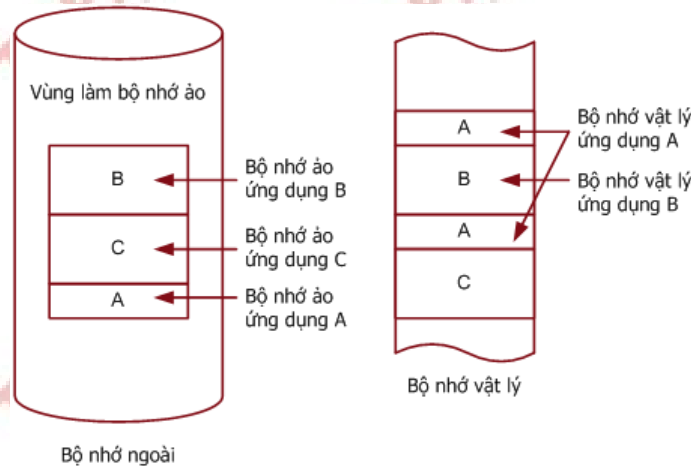 Vùng làm bộ nhớ ảo
B
C
A
Bộ nhớ ảo
ứng dụng B
Bộ nhớ ảo
ứng dụng C
Bộ nhớ ảo
ứng dụng A
Bộ nhớ ngoài
A
B
A
C
Bộ nhớ vật lý
ứng dụng A
Bộ nhớ vật lý
ứng dụng B
Bộ nhớ vật lý